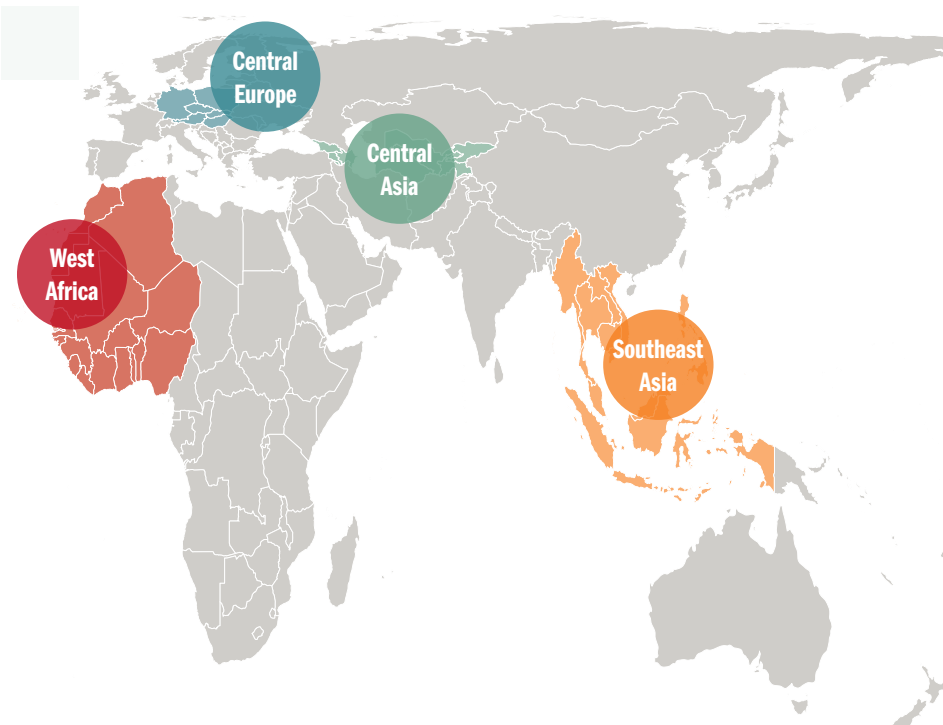 Central
Europe
Central
Asia
West
Africa
Southeast
Asia